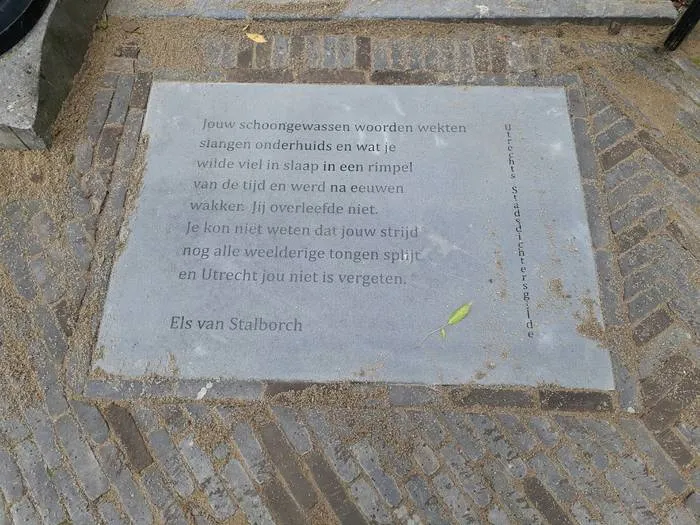 Jouw schoongewassen woorden wekten
slangen onderhuids en wat je
wilde viel in slaap in een rimpel
van de tijd en werd na eeuwen
wakker. Jij overleefde niet.
Je kon niet weten dat jouw strijd
nog alle weelderige tongen splijt
en Utrecht jou niet is vergeten.
Els van Stalborch
Utrechts Stadsdichtersgilde